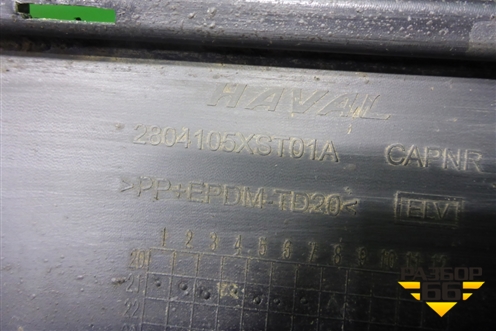 HAVAL
2804105XST01A CAPNR
>PP+EPDM-TD20< ELV
1 2 3 4 5 6 7 8 9 10 11 12
20
21
22
РАЗБОР
66